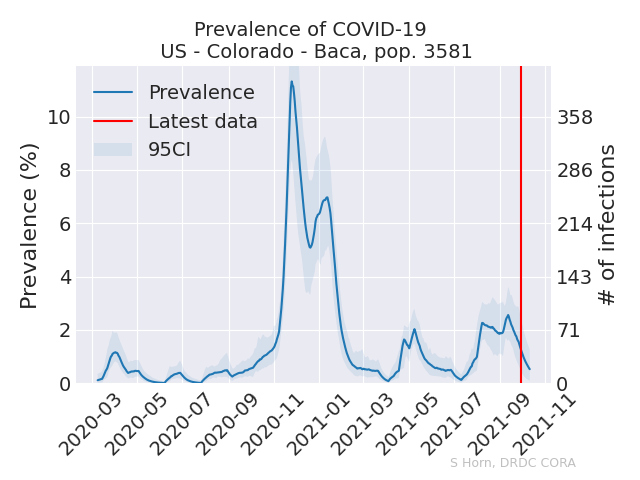 Prevalence of COVID-19
US - Colorado - Baca, pop. 3581
Prevalence
Latest data
95CI
Prevalence (%)
10
8
6
4
2
0
358
286
214
143
71
0
# of infections
2020-03
2020-05
2020-07
2020-09
2020-11
2021-01
2021-03
2021-05
2021-07
2021-09
2021-11
S Horn, DRDC CORA